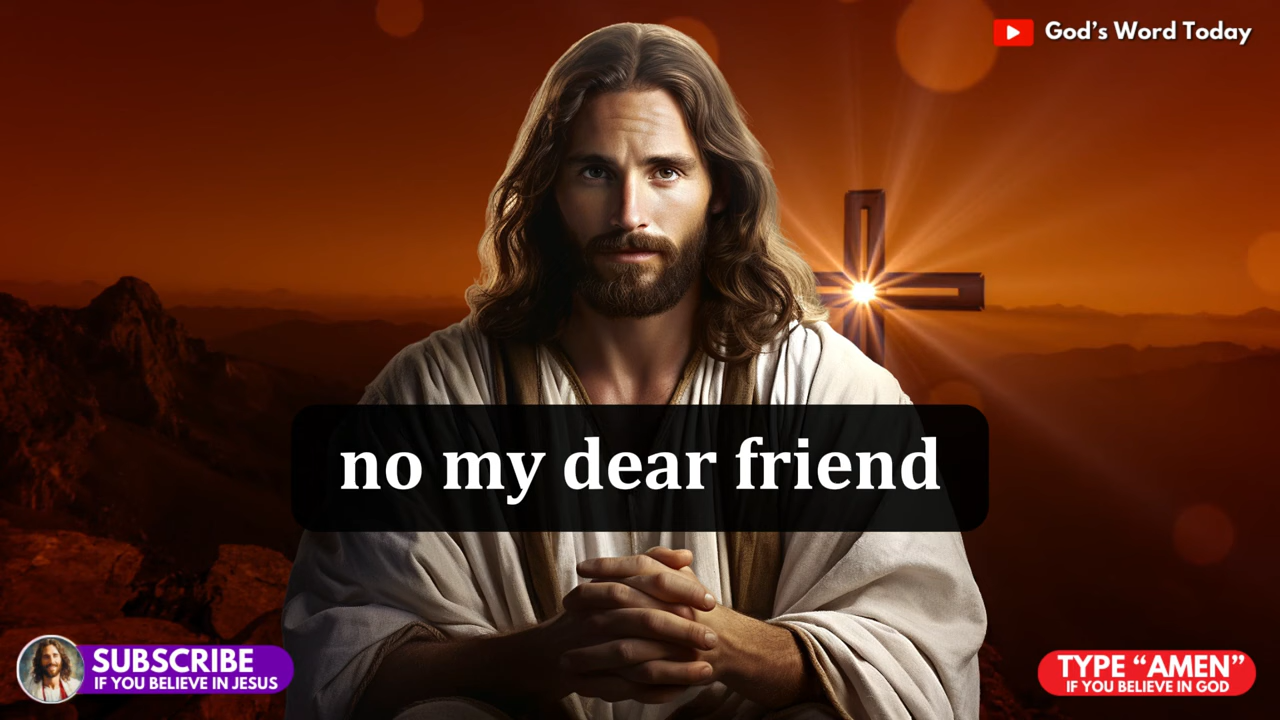 God's Word Today
no my dear friend
SUBSCRIBE
IF YOU BELIEVE IN JESUS
TYPE “AMEN”
IF YOU BELIEVE IN GOD